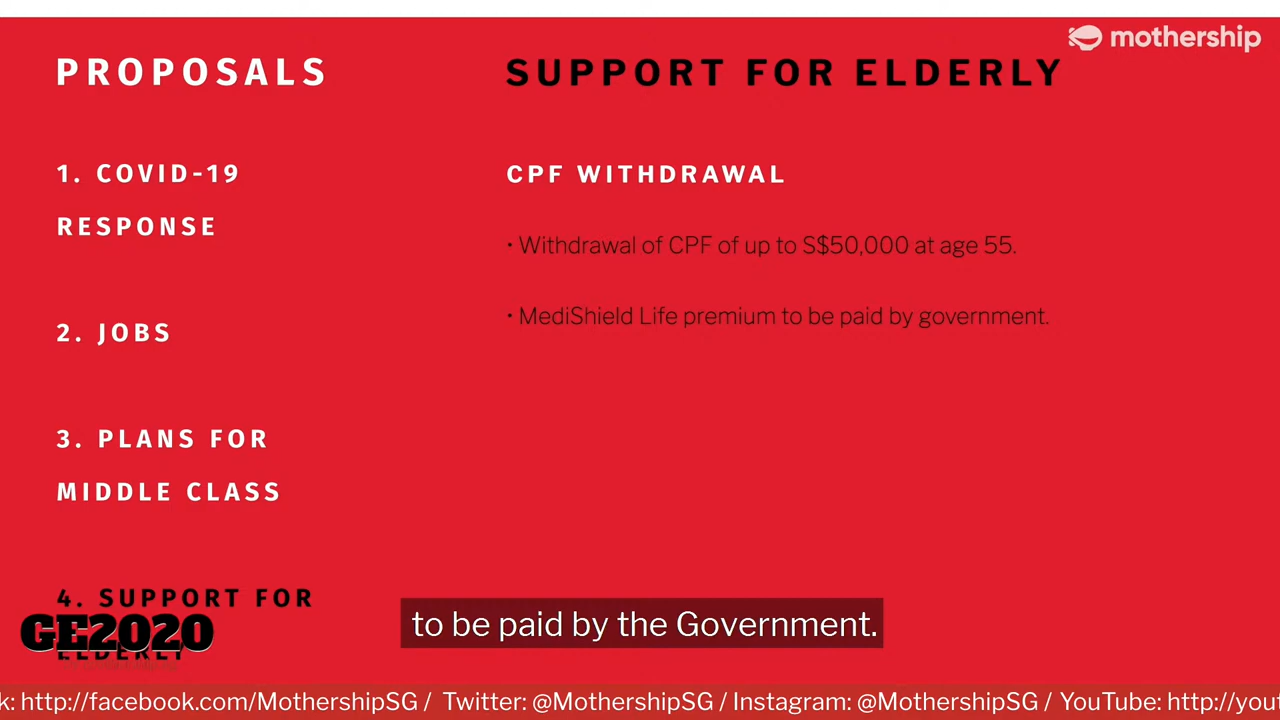 mothership
PROPOSALS
SUPPORT FOR ELDERLY
1. COVID-19
RESPONSE
2. JOBS
3. PLANS FOR
MIDDLE CLASS
4. SUPPORT FOR
ELDERLY
CPF WITHDRAWAL
• Withdrawal of CPF of up to S$50,000 at age 55.
• MediShield Life premium to be paid by government.
GE2020
to be paid by the Government.
k: http://facebook.com/MothershipSG / Twitter: @MothershipSG / Instagram: @MothershipSG / YouTube: http://you